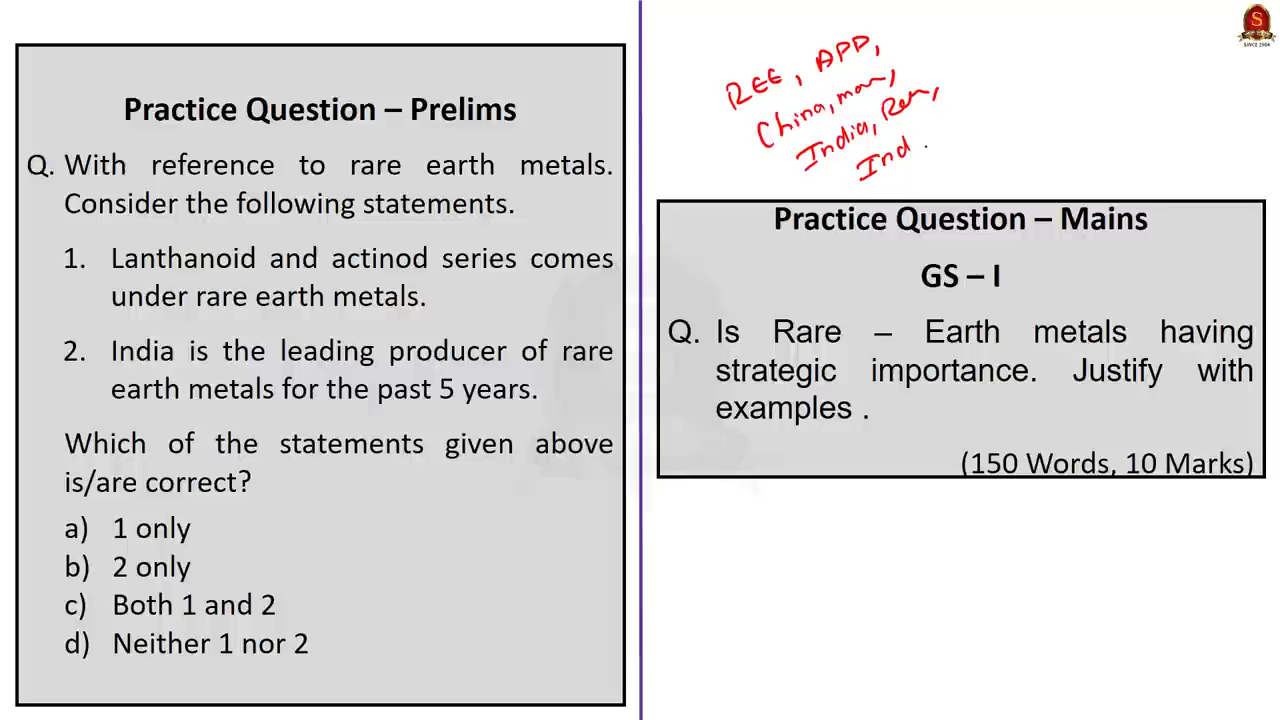 Practice Question – Prelims
Q. With reference to rare earth metals.
Consider the following statements.
1. Lanthanoid and actinod series comes
under rare earth metals.
2. India is the leading producer of rare
earth metals for the past 5 years.
Which of the statements given above
is/are correct?
a) 1 only
b) 2 only
c) Both 1 and 2
d) Neither 1 nor 2
S
SINCE 2004
REE, APP,
China, mon,
India, Res,
Ind
Practice Question – Mains
GS – I
Q. Is Rare – Earth metals having
strategic importance. Justify with
examples .
(150 Words, 10 Marks)